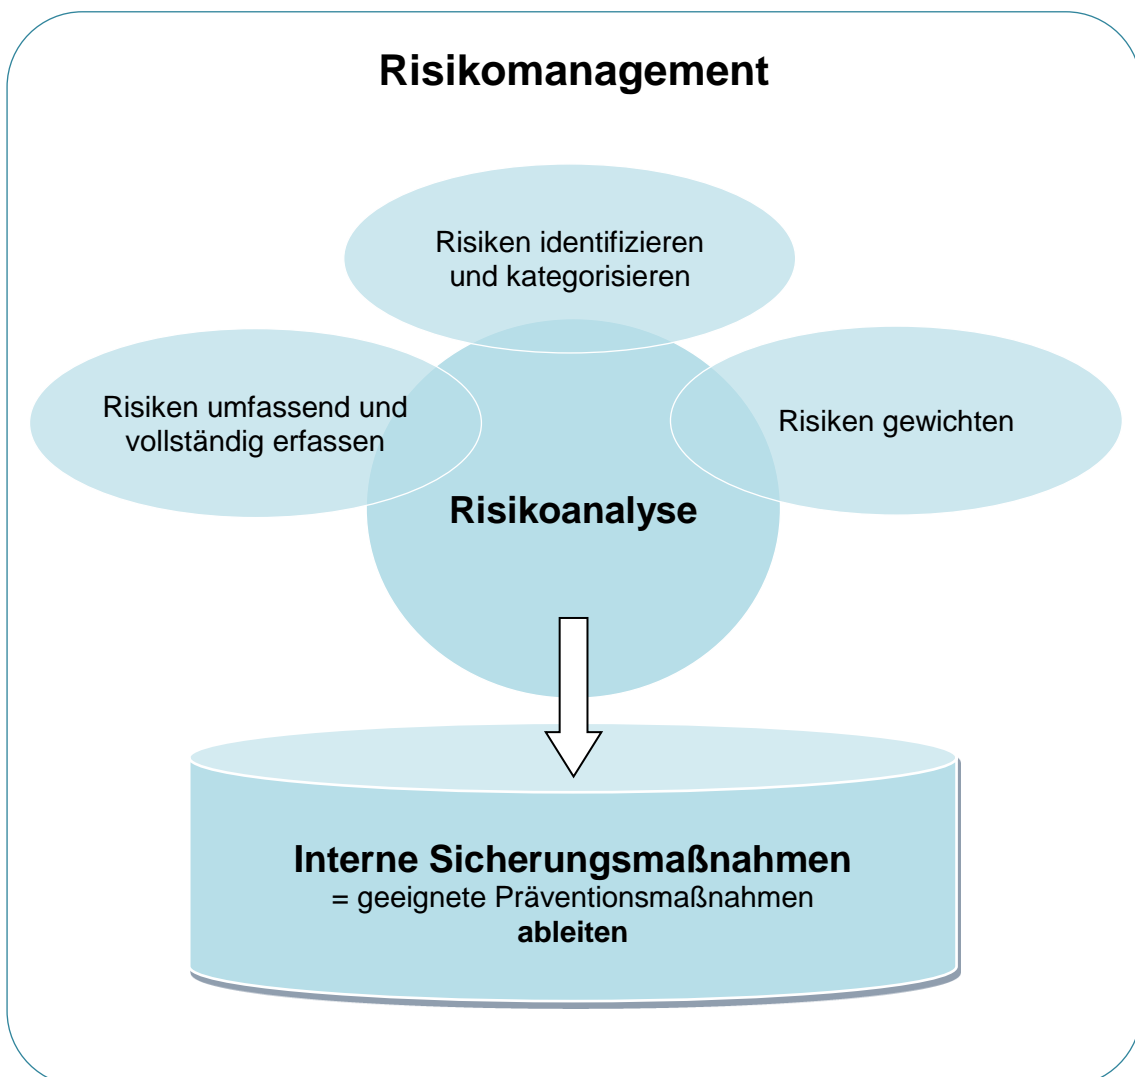 Risikomanagement
Risiken identifizieren
und kategorisieren
Risiken umfassend und
vollständig erfassen
Risiken gewichten
Risikoanalyse
Interne Sicherungsmaßnahmen
= geeignete Präventionsmaßnahmen
ableiten